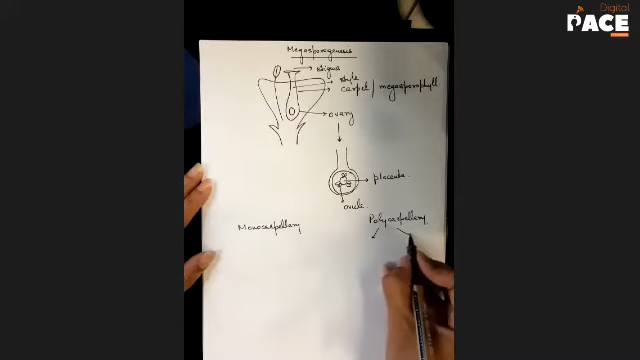 Digital
PACE
Megasporogenesis
stigma
style
carpel / megasporophyll
ovary
placenta.
ovule
Monocarpellary
Polycarpellary